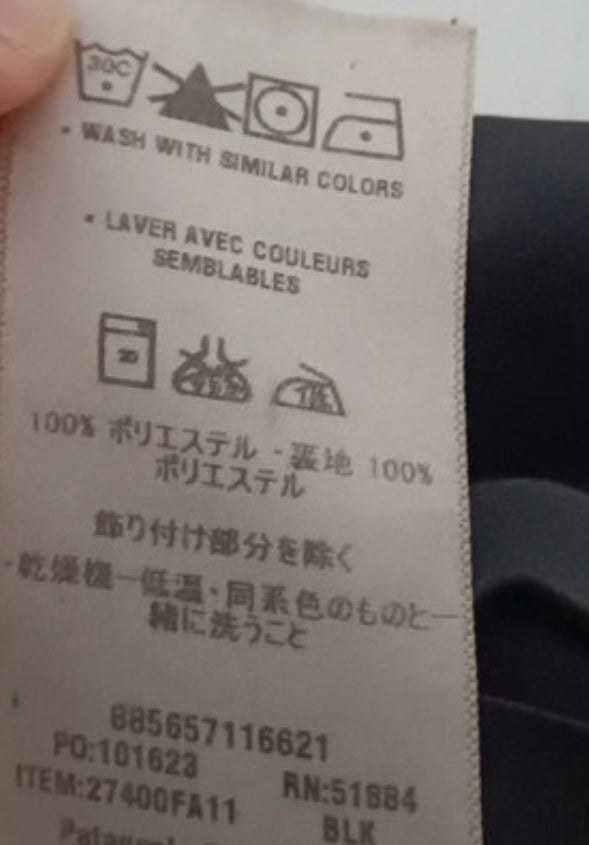 30C
• WASH WITH SIMILAR COLORS
• LAVER AVEC COULEURS
SEMBLABLES
100% ポリエステル・裏地 100%
ポリエステル
飾り付け部分を除く
・乾燥機一低温・同系色のものと一
緒に洗うこと
885657116621
PO:101623 RN:51884
ITEM:27400FA11 BLK